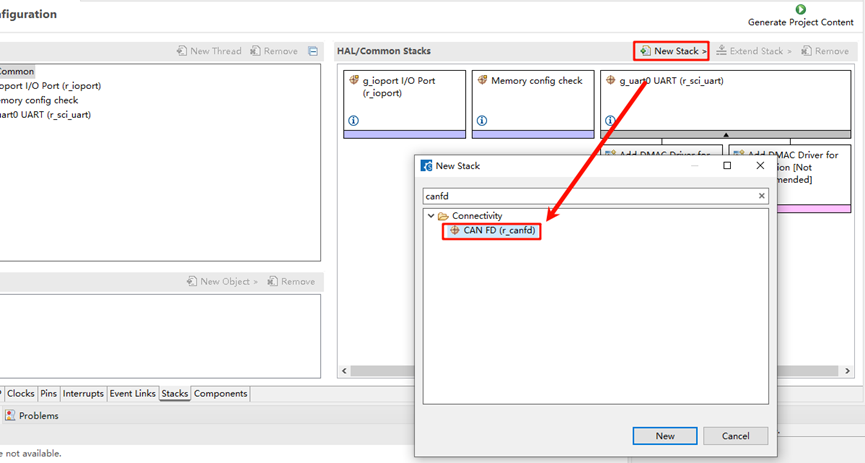 nfiguration
Generate Project Content
New Thread
Remove
HAL/Common Stacks
New Stack >
Extend Stack >
Remove
Common
ioport I/O Port (r_ioport)
emory config check
uart0 UART (r_sci_uart)
g_ioport I/O Port
(r_ioport)
Memory config check
g_uart0 UART (r_sci_uart)
Add DMAC Driver for
Add DMAC Driver for
ion [Not
mended]
New Stack
canfd
Connectivity
CAN FD (r_canfd)
New Object >
Remove
Clocks
Pins
Interrupts
Event Links
Stacks
Components
Problems
e not available.
New
Cancel